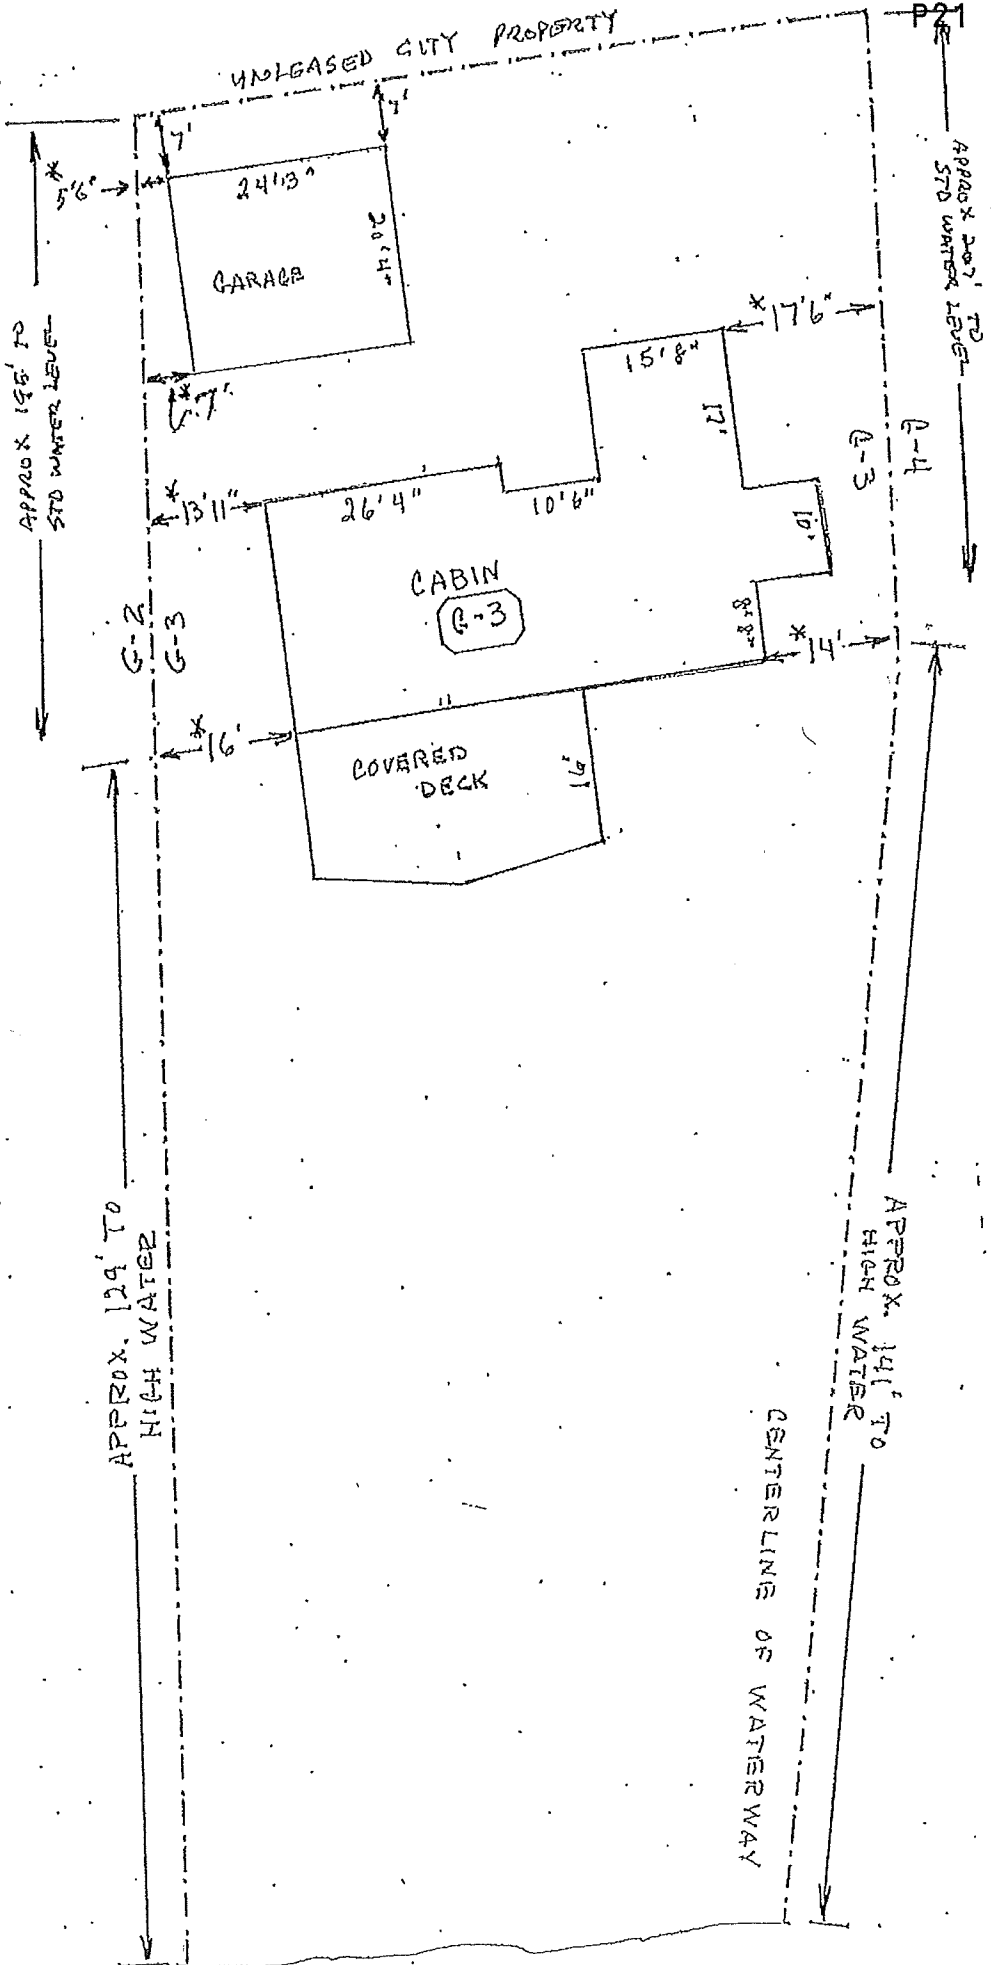 P21
UNLEASED CITY PROPERTY
7'
7'
* 5'6"
24'3"
20'4"
GARAGE
APPROX 207' TO
STD WATER LEVEL
* 17'6"
15'8"
17'
G-4
G-3
APPROX 195' TO
STD WATER LEVEL
* 13'11"
26'4"
10'6"
10'
CABIN
G-3
8'8"
* 14'
G-2
G-3
* 16'
COVERED
DECK
16'
APPROX. 129' TO
HIGH WATER
APPROX. 141' TO
HIGH WATER
CENTERLINE OF WATERWAY